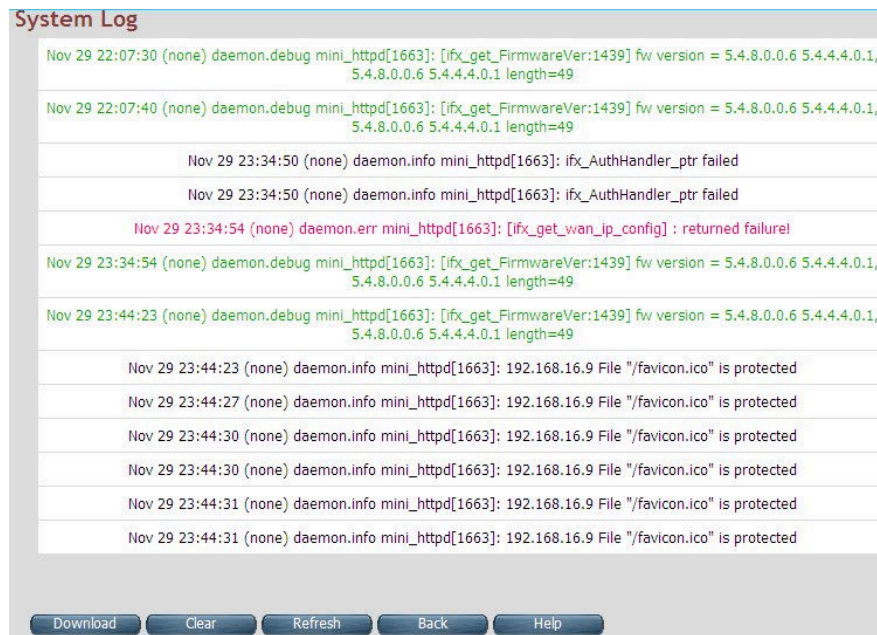 System Log
Nov 29 22:07:30 (none) daemon.debug mini_httpd[1663]: [ifx_get_FirmwareVer:1439] fw version = 5.4.8.0.0.6 5.4.4.4.0.1,
5.4.8.0.0.6 5.4.4.4.0.1 length=49
Nov 29 22:07:40 (none) daemon.debug mini_httpd[1663]: [ifx_get_FirmwareVer:1439] fw version = 5.4.8.0.0.6 5.4.4.4.0.1,
5.4.8.0.0.6 5.4.4.4.0.1 length=49
Nov 29 23:34:50 (none) daemon.info mini_httpd[1663]: ifx_AuthHandler_ptr failed
Nov 29 23:34:50 (none) daemon.info mini_httpd[1663]: ifx_AuthHandler_ptr failed
Nov 29 23:34:54 (none) daemon.err mini_httpd[1663]: [ifx_get_wan_ip_config] : returned failure!
Nov 29 23:34:54 (none) daemon.debug mini_httpd[1663]: [ifx_get_FirmwareVer:1439] fw version = 5.4.8.0.0.6 5.4.4.4.0.1,
5.4.8.0.0.6 5.4.4.4.0.1 length=49
Nov 29 23:44:23 (none) daemon.debug mini_httpd[1663]: [ifx_get_FirmwareVer:1439] fw version = 5.4.8.0.0.6 5.4.4.4.0.1,
5.4.8.0.0.6 5.4.4.4.0.1 length=49
Nov 29 23:44:23 (none) daemon.info mini_httpd[1663]: 192.168.16.9 File "/favicon.ico" is protected
Nov 29 23:44:27 (none) daemon.info mini_httpd[1663]: 192.168.16.9 File "/favicon.ico" is protected
Nov 29 23:44:30 (none) daemon.info mini_httpd[1663]: 192.168.16.9 File "/favicon.ico" is protected
Nov 29 23:44:30 (none) daemon.info mini_httpd[1663]: 192.168.16.9 File "/favicon.ico" is protected
Nov 29 23:44:31 (none) daemon.info mini_httpd[1663]: 192.168.16.9 File "/favicon.ico" is protected
Nov 29 23:44:31 (none) daemon.info mini_httpd[1663]: 192.168.16.9 File "/favicon.ico" is protected
Download Clear Refresh Back Help